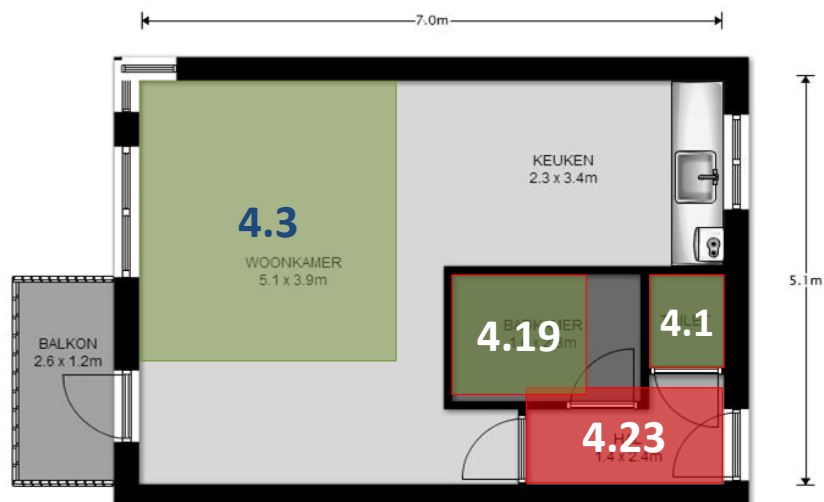 7.0m
KEUKEN
2.3 x 3.4m
4.3
WOONKAMER
5.1 x 3.9m
5.1m
4.19
4.1
BALKON
2.6 x 1.2m
4.23
1.4 x 2.4m